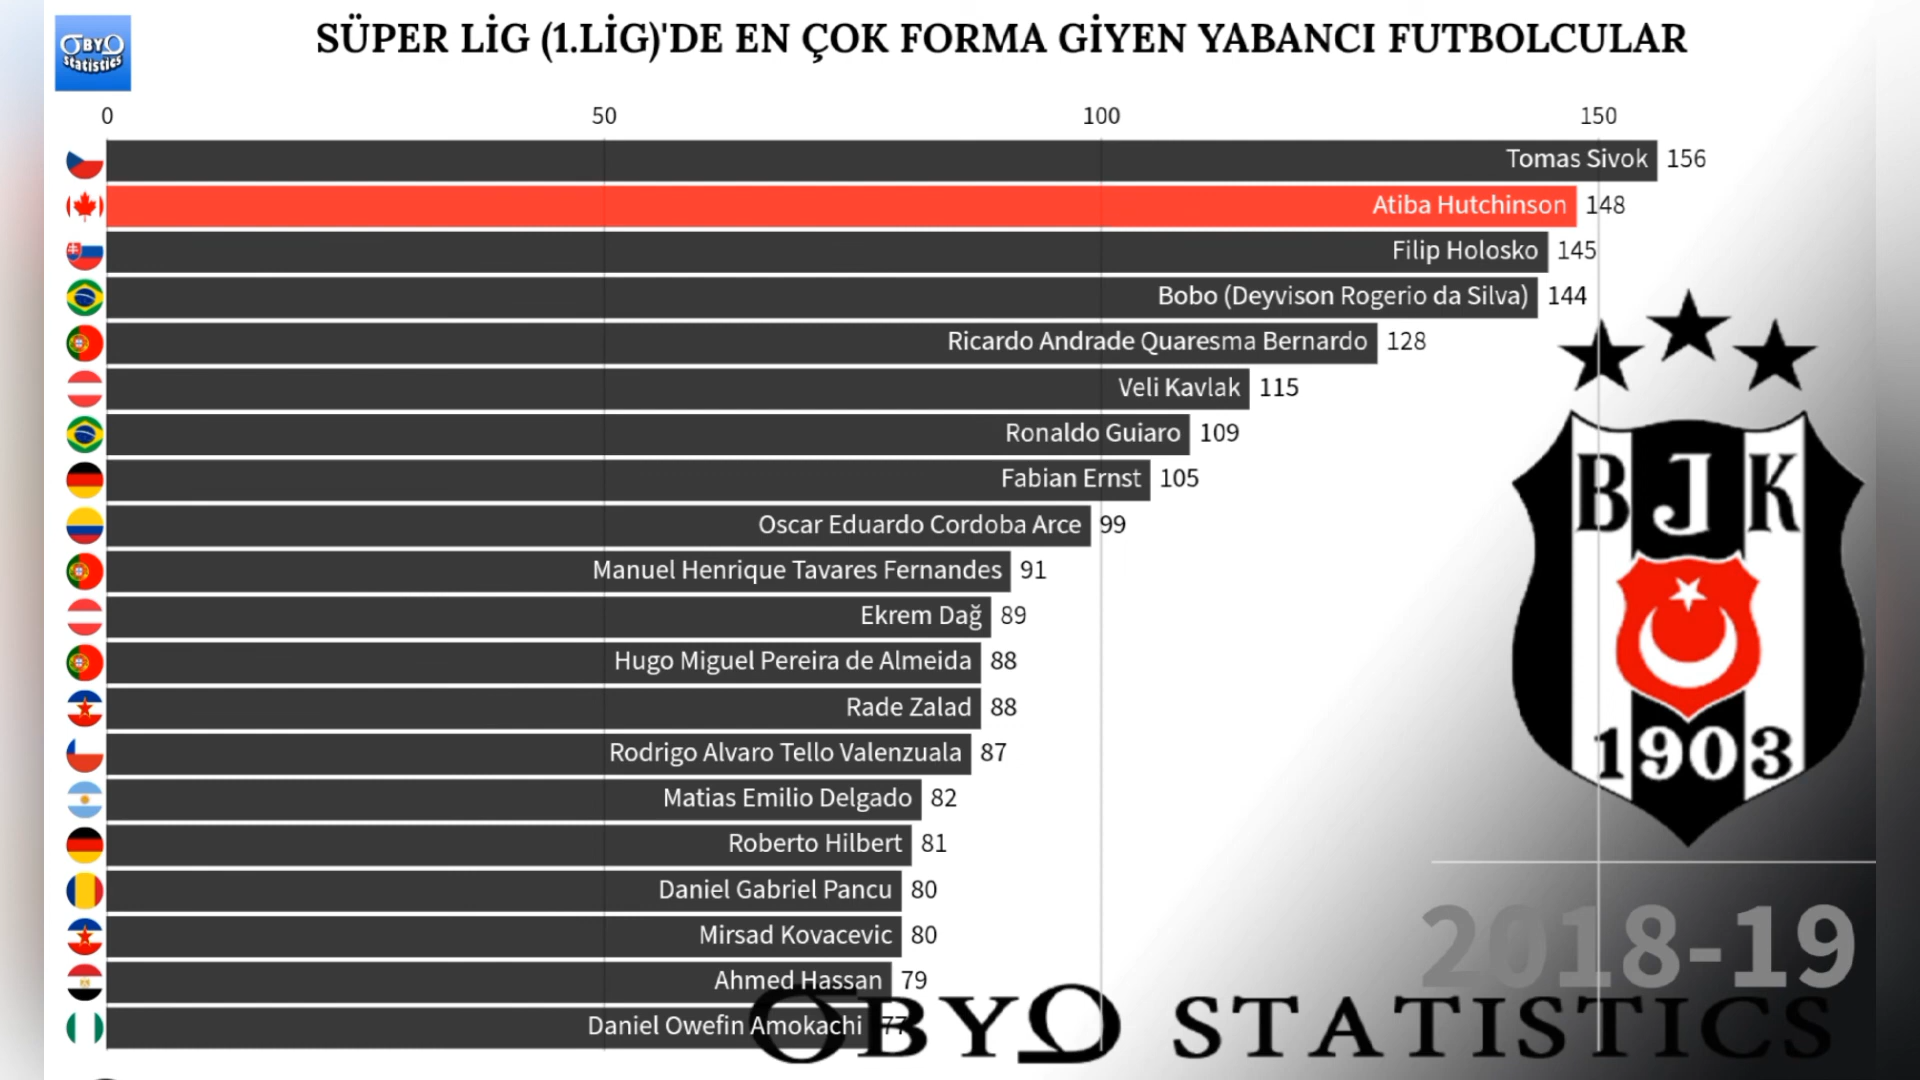 OBYO
statistics
SÜPER LİG (1.LİG)'DE EN ÇOK FORMA GİYEN YABANCI FUTBOLCULAR
0 50 100 150
Tomas Sivok 156
Atiba Hutchinson 148
Filip Holosko 145
Bobo (Deyvison Rogerio da Silva) 144
Ricardo Andrade Quaresma Bernardo 128
Veli Kavlak 115
Ronaldo Guiaro 109
Fabian Ernst 105
Oscar Eduardo Cordoba Arce 99
Manuel Henrique Tavares Fernandes 91
Ekrem Dağ 89
Hugo Miguel Pereira de Almeida 88
Rade Zalad 88
Rodrigo Alvaro Tello Valenzuala 87
Matias Emilio Delgado 82
Roberto Hilbert 81
Daniel Gabriel Pancu 80
Mirsad Kovacevic 80
Ahmed Hassan 79
Daniel Owefin Amokachi 77
BJK
1903
2018-19
OBYO STATISTICS